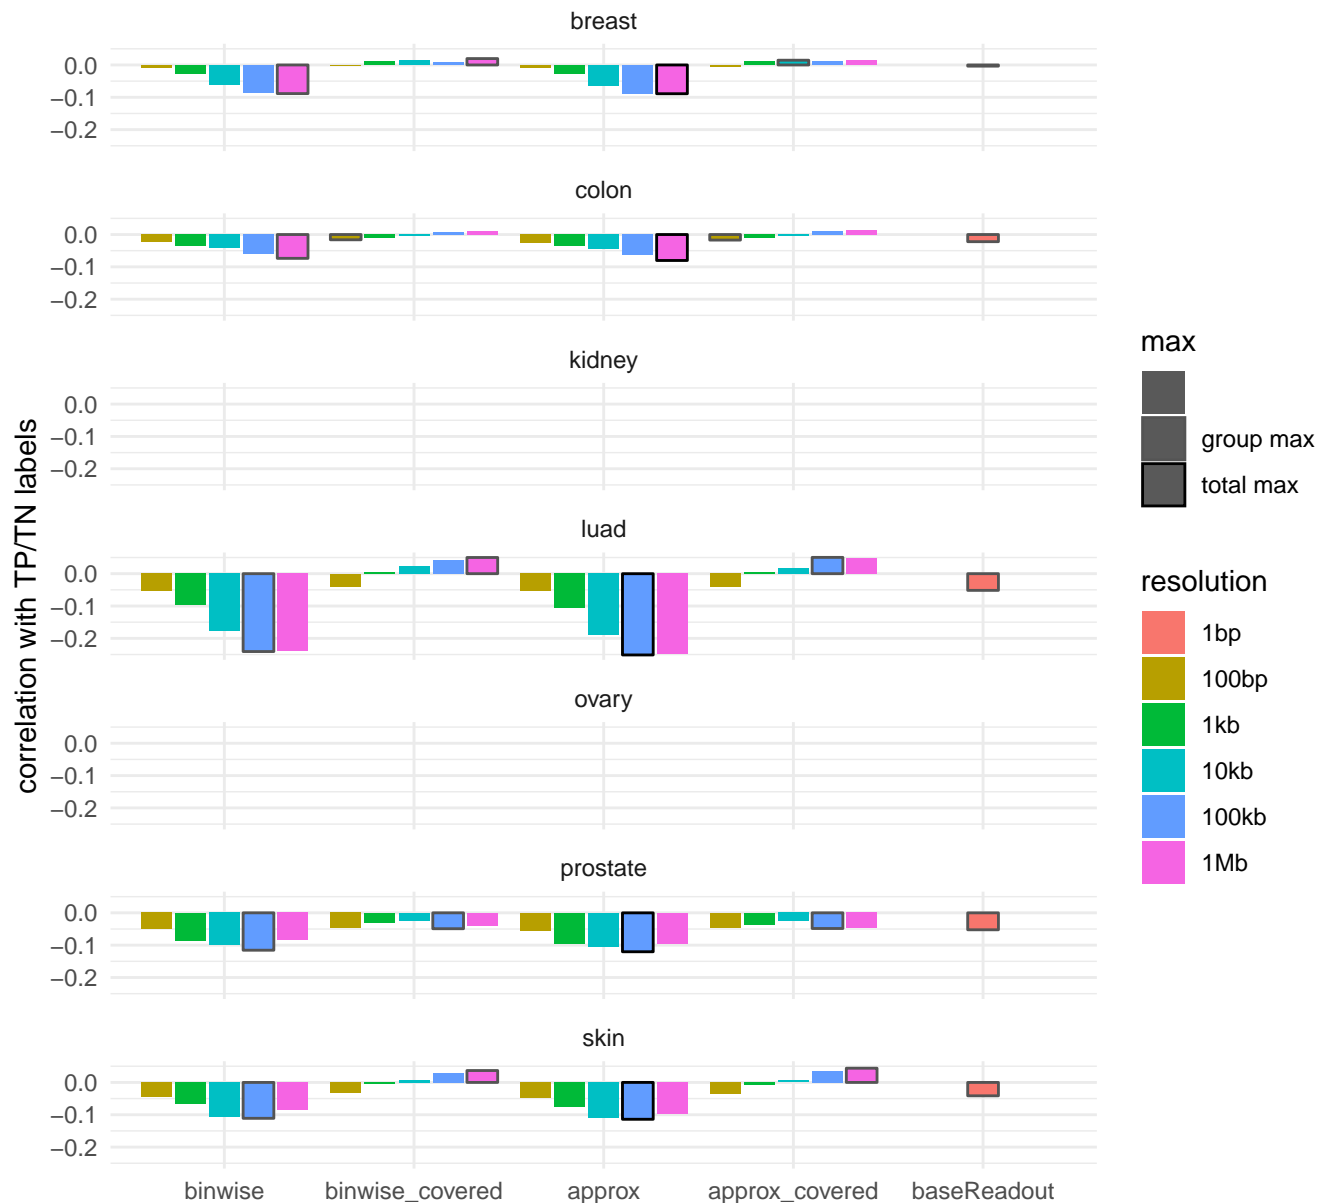 breast
0.0
−0.1
−0.2
colon
0.0
−0.1
−0.2
kidney
0.0
−0.1
−0.2
luad
0.0
−0.1
−0.2
ovary
0.0
−0.1
−0.2
prostate
0.0
−0.1
−0.2
skin
0.0
−0.1
−0.2
binwise binwise_covered approx approx_covered baseReadout
correlation with TP/TN labels
max
group max
total max
resolution
1bp
100bp
1kb
10kb
100kb
1Mb